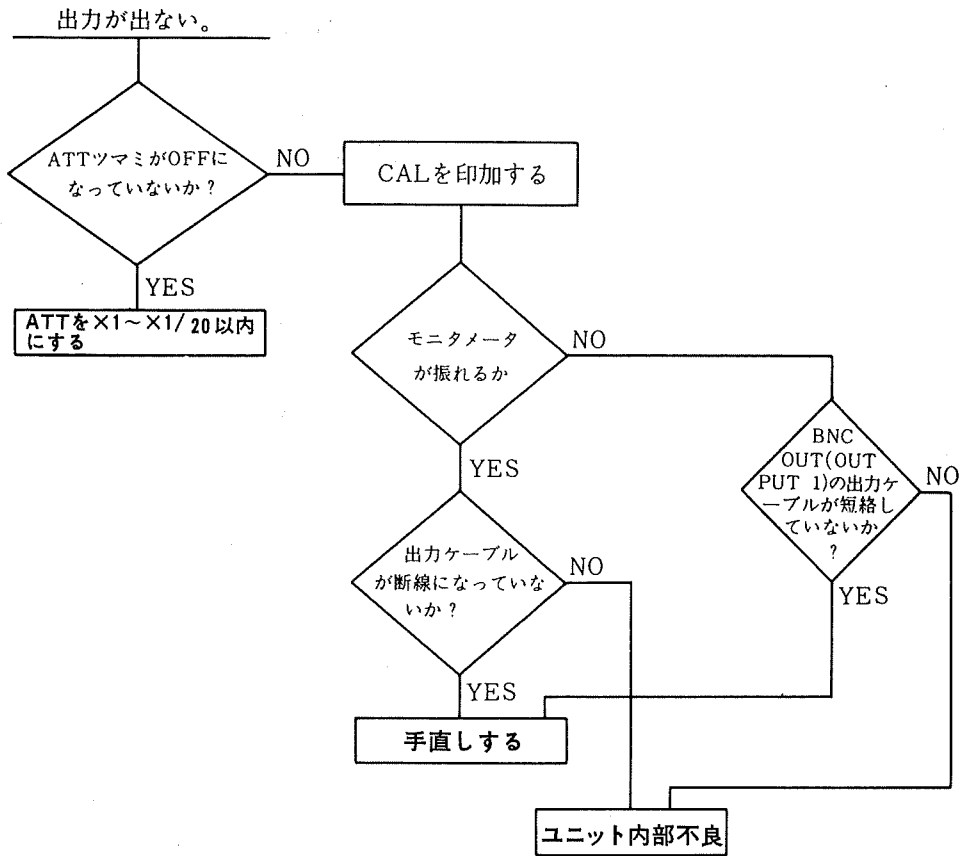 出力が出ない。
ATTツマミがOFFに
なっていないか？
NO
CALを印加する
YES
ATTを×1～×1/20以内
にする
モニタメータ
が振れるか
NO
YES
BNC
OUT(OUT
PUT 1)の出力ケ
ーブルが短絡し
ていないか
？
NO
YES
出力ケーブル
が断線になっていな
いか？
NO
YES
手直しする
ユニット内部不良